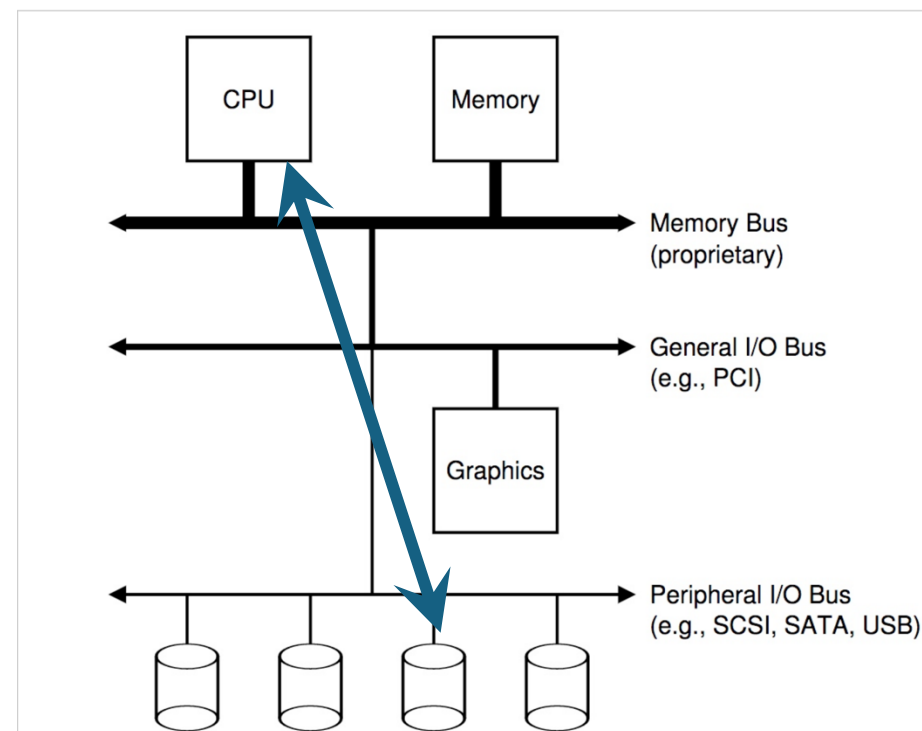 CPU
Memory
Memory Bus
(proprietary)
General I/O Bus
(e.g., PCI)
Graphics
Peripheral I/O Bus
(e.g., SCSI, SATA, USB)